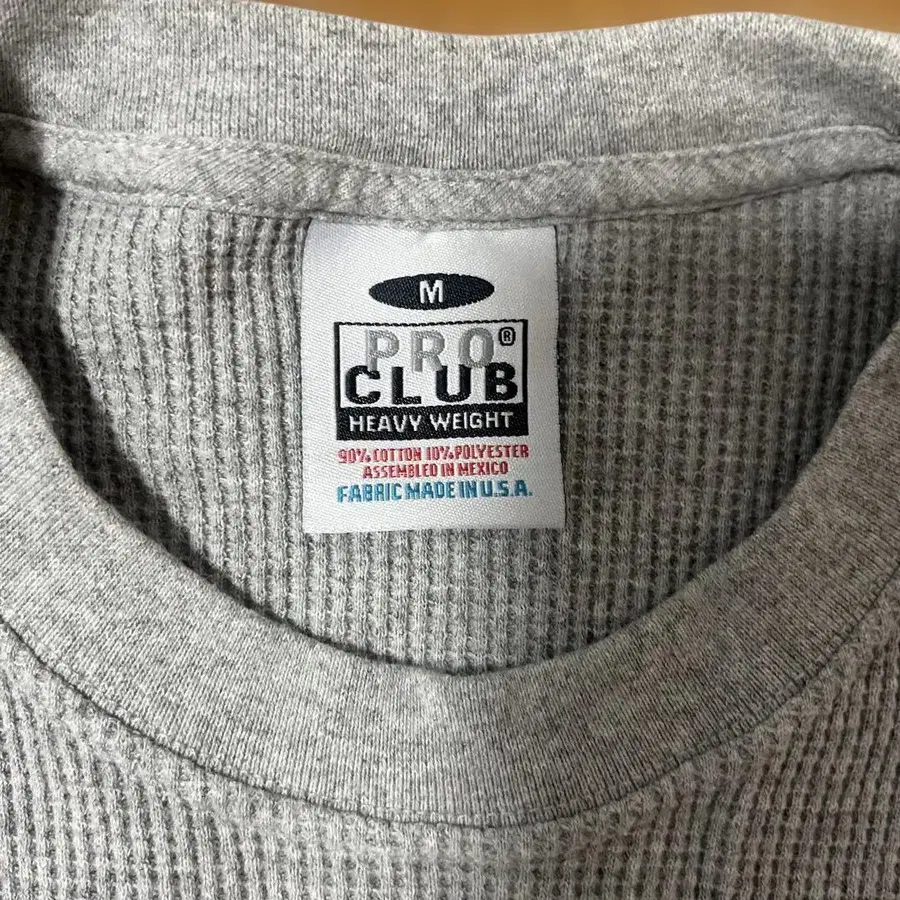 M
PRO®
CLUB
HEAVY WEIGHT
90% COTTON 10% POLYESTER
ASSEMBLED IN MEXICO
FABRIC MADE IN U.S.A.